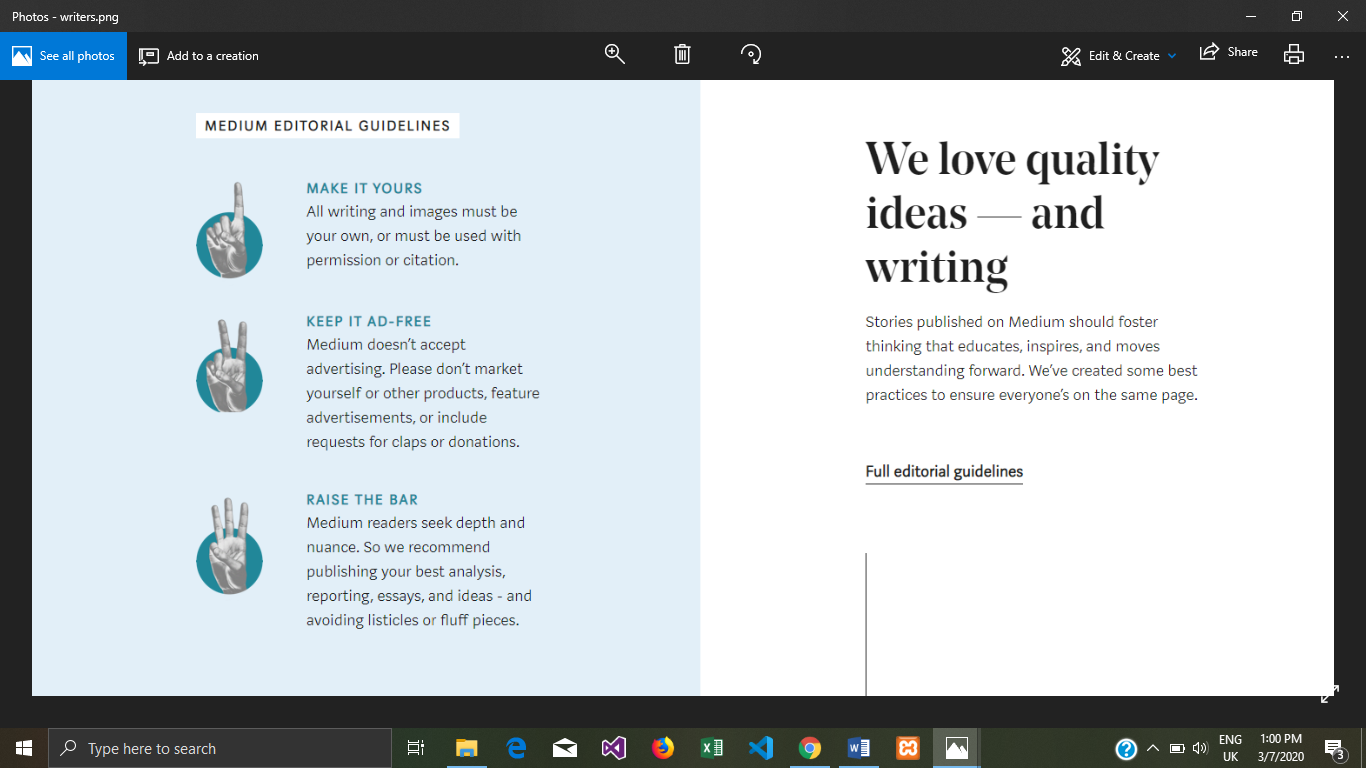 Photos - writers.png
See all photos
Add to a creation
Edit & Create
Share
MEDIUM EDITORIAL GUIDELINES
MAKE IT YOURS
All writing and images must be
your own, or must be used with
permission or citation.
KEEP IT AD-FREE
Medium doesn’t accept
advertising. Please don’t market
yourself or other products, feature
advertisements, or include
requests for claps or donations.
RAISE THE BAR
Medium readers seek depth and
nuance. So we recommend
publishing your best analysis,
reporting, essays, and ideas - and
avoiding listicles or fluff pieces.
We love quality
ideas — and
writing
Stories published on Medium should foster
thinking that educates, inspires, and moves
understanding forward. We’ve created some best
practices to ensure everyone’s on the same page.
Full editorial guidelines
Type here to search
ENG
UK
1:00 PM
3/7/2020
3